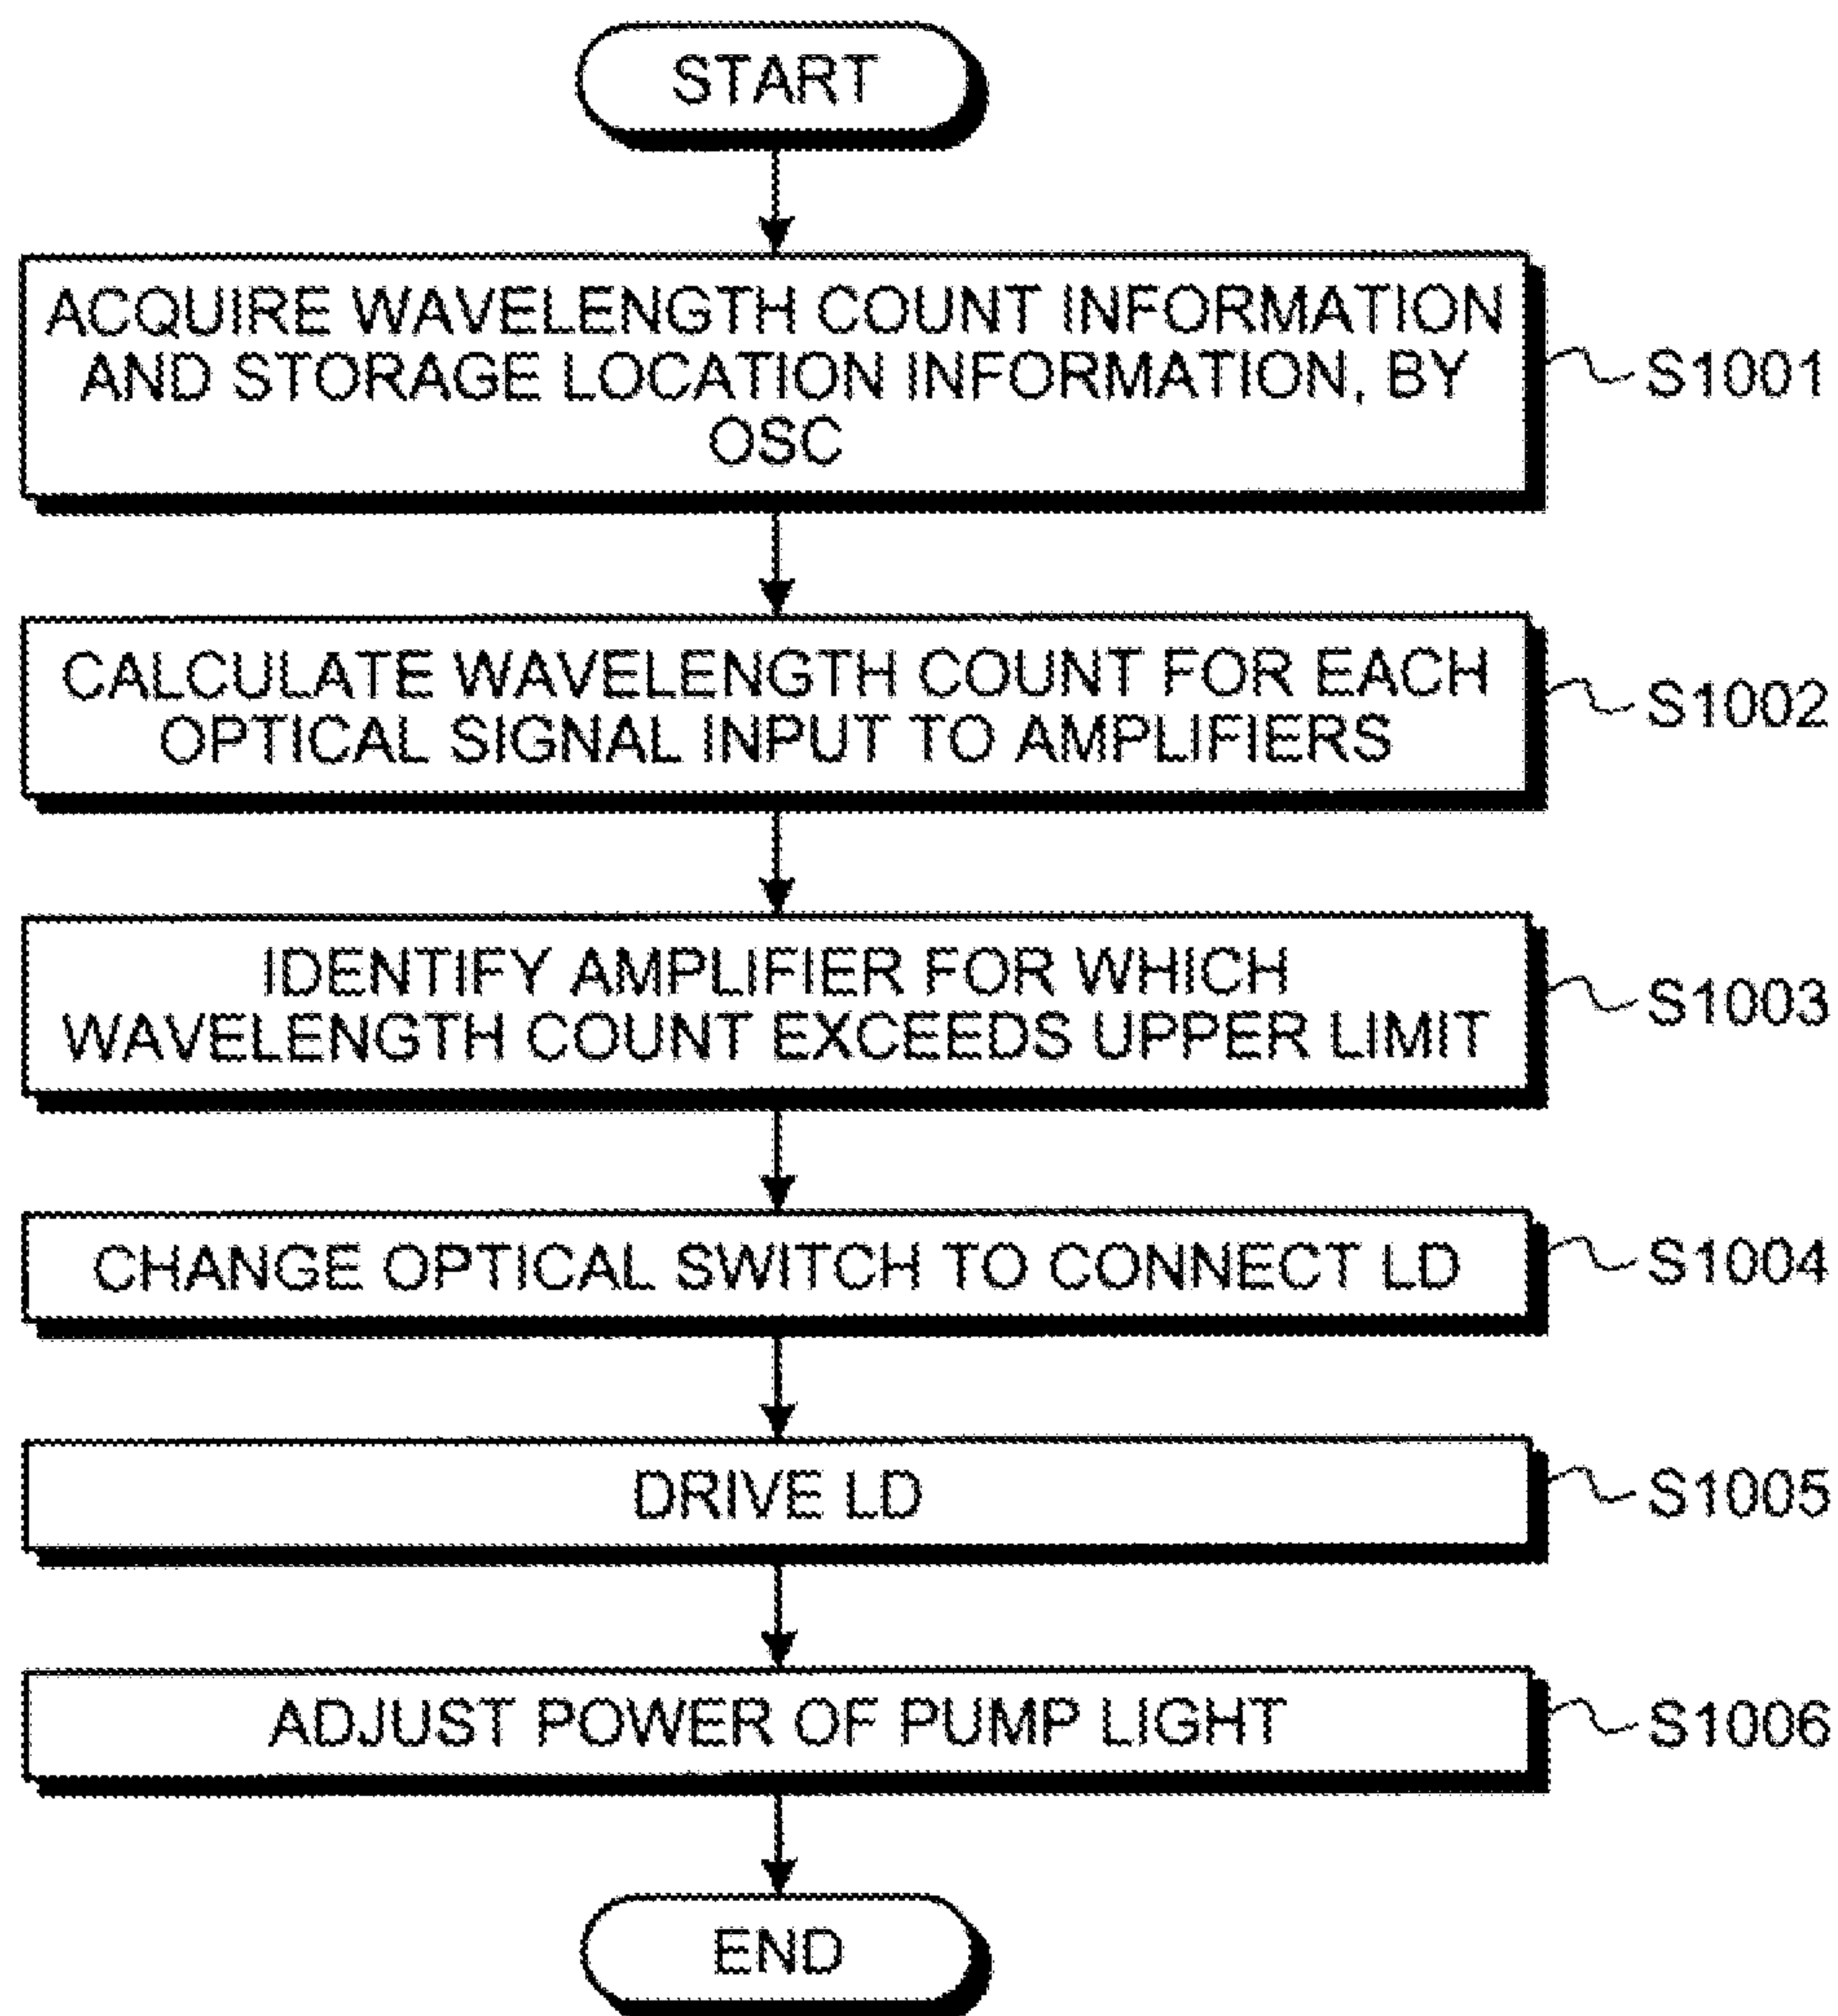 START
ACQUIRE WAVELENGTH COUNT INFORMATION
AND STORAGE LOCATION INFORMATION, BY
OSC
S1001
CALCULATE WAVELENGTH COUNT FOR EACH
OPTICAL SIGNAL INPUT TO AMPLIFIERS
S1002
IDENTIFY AMPLIFIER FOR WHICH
WAVELENGTH COUNT EXCEEDS UPPER LIMIT
S1003
CHANGE OPTICAL SWITCH TO CONNECT LD
S1004
DRIVE LD
S1005
ADJUST POWER OF PUMP LIGHT
S1006
END